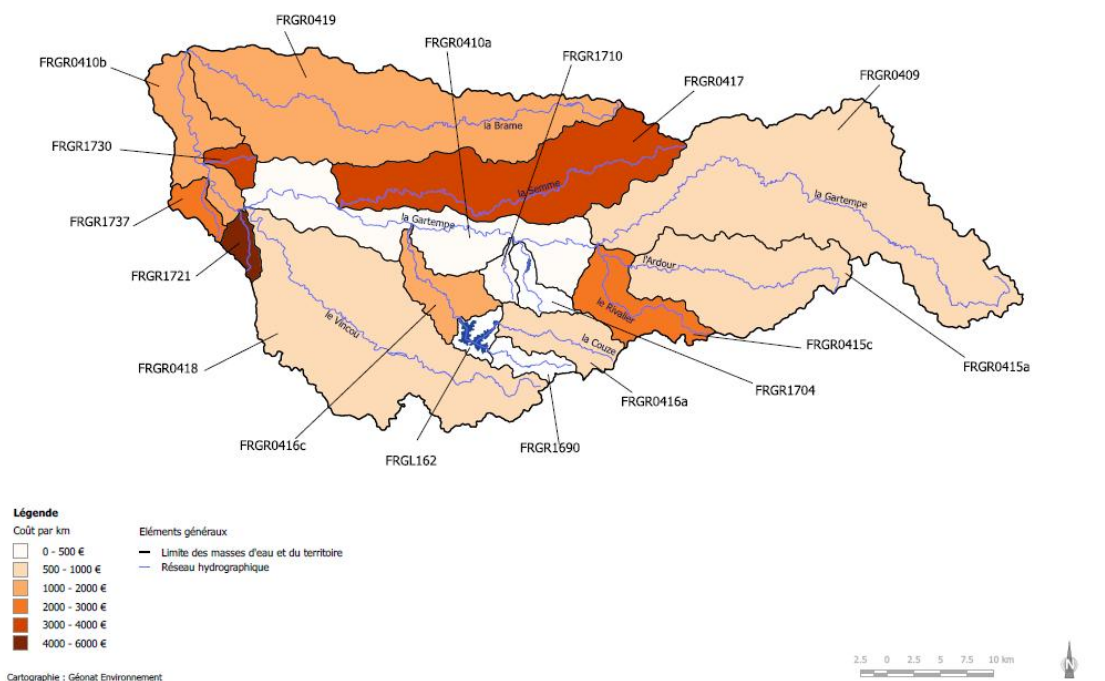 FRGR0419
FRGR0410a
FRGR1710
FRGR0410b
FRGR0417
FRGR0409
la Brame
FRGR1730
la Semme
la Gartempe
FRGR1737
la Gartempe
FRGR1721
l'Ardour
le Rivalier
le Vincou
la Couze
FRGR0418
FRGR0415c
FRGR0415a
FRGR1704
FRGR0416a
FRGR0416c
FRGR1690
FRGL162
Légende
Coût par km
0 - 500 €
500 - 1000 €
1000 - 2000 €
2000 - 3000 €
3000 - 4000 €
4000 - 6000 €
Eléments généraux
Limite des masses d'eau et du territoire
Réseau hydrographique
2.5 0 2.5 5 7.5 10 km
N
Cartographie : Géonat Environnement